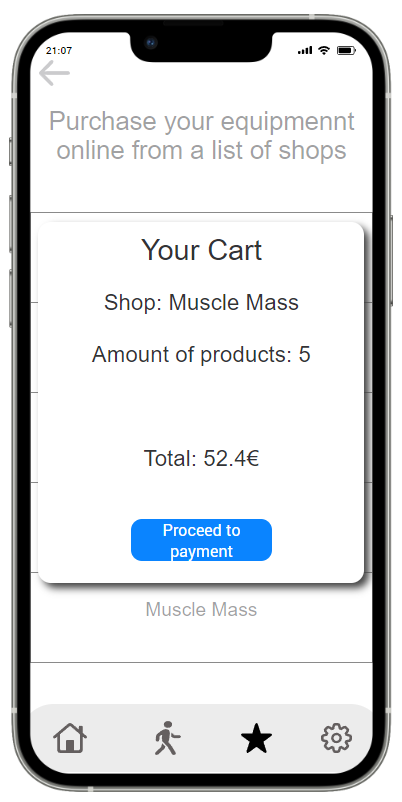 21:07
Purchase your equipmennt
online from a list of shops
Your Cart
Shop: Muscle Mass
Amount of products: 5
Total: 52.4€
Proceed to
payment
Muscle Mass